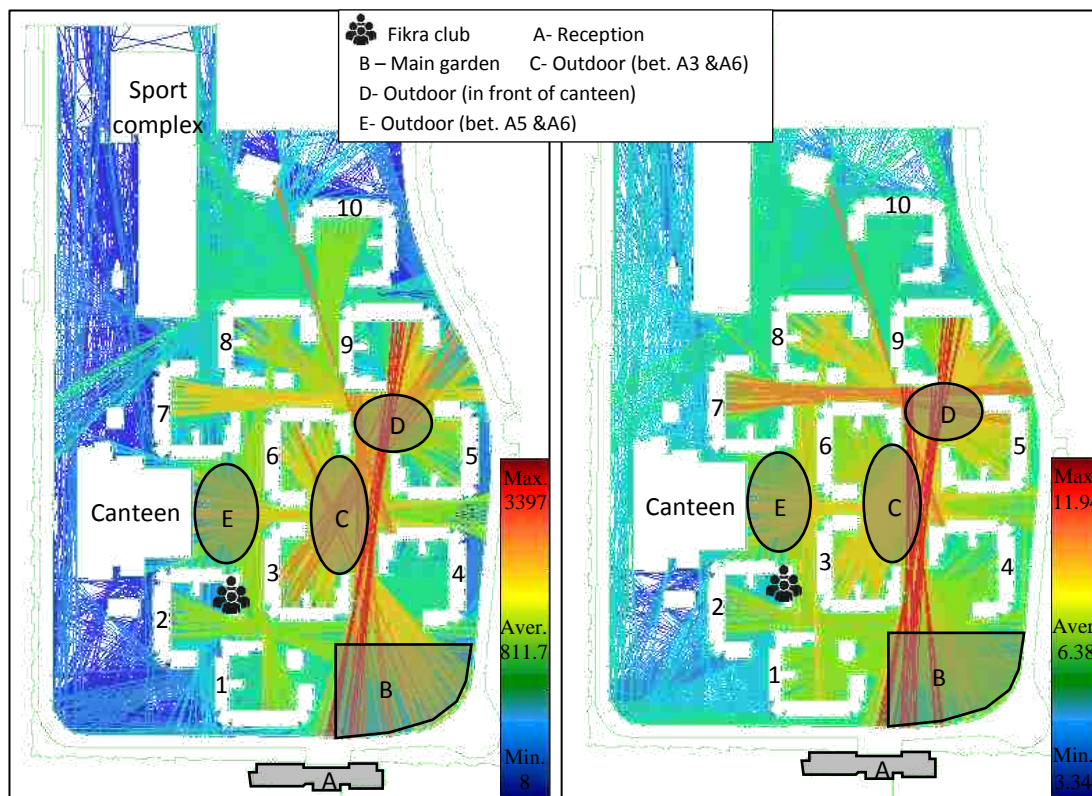 Fikra club A- Reception
B – Main garden C- Outdoor (bet. A3 &A6)
D- Outdoor (in front of canteen)
E- Outdoor (bet. A5 &A6)
Sport
complex
10
8
9
7
6
D
5
Canteen
E
C
3
4
2
1
B
A
Max.
3397
Aver.
811.7
Min.
8
10
8
9
7
6
D
5
Canteen
E
C
3
4
2
1
B
A
Max
11.94
Aver
6.38
Min.
3.34